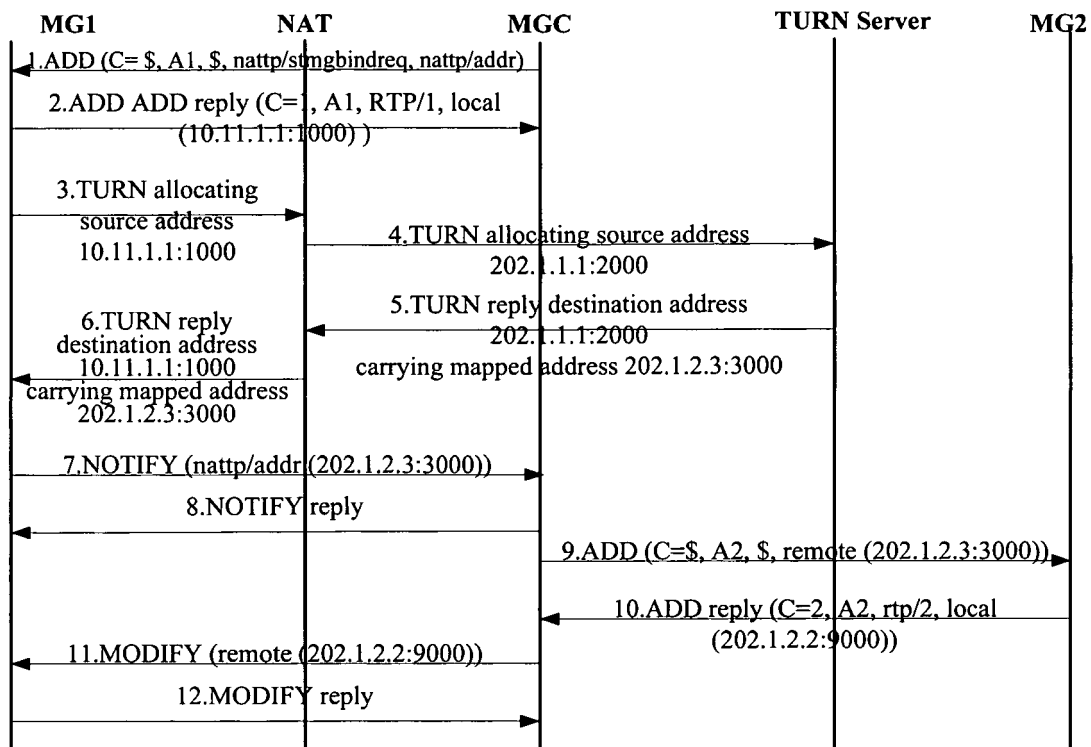 MG1 NAT MGC TURN Server MG2
1.ADD (C= $, A1, $, nattp/stmgbindreq, nattp/addr)
2.ADD ADD reply (C=1, A1, RTP/1, local
(10.11.1.1:1000) )
3.TURN allocating
source address
10.11.1.1:1000
4.TURN allocating source address
202.1.1.1:2000
5.TURN reply destination address
202.1.1.1:2000
carrying mapped address 202.1.2.3:3000
6.TURN reply
destination address
10.11.1.1:1000
carrying mapped address
202.1.2.3:3000
7.NOTIFY (nattp/addr (202.1.2.3:3000))
8.NOTIFY reply
9.ADD (C=$, A2, $, remote (202.1.2.3:3000))
10.ADD reply (C=2, A2, rtp/2, local
(202.1.2.2:9000))
11.MODIFY (remote (202.1.2.2:9000))
12.MODIFY reply